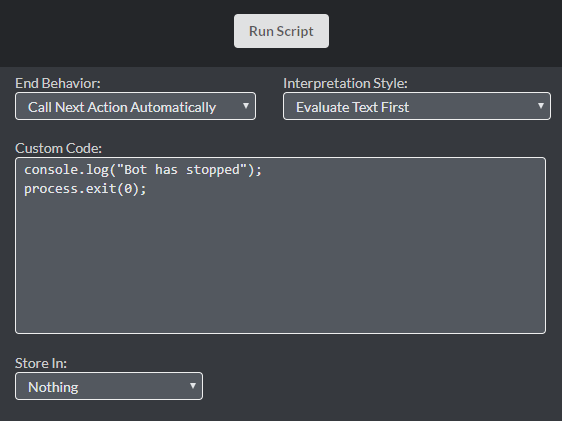 Run Script
End Behavior: Interpretation Style:
Call Next Action Automatically Evaluate Text First
Custom Code:
console.log("Bot has stopped");
process.exit(0);
Store In:
Nothing